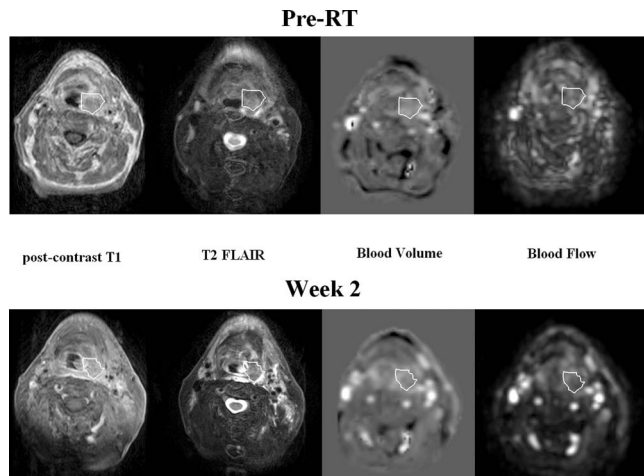 Pre-RT
post-contrast T1
T2 FLAIR
Blood Volume
Blood Flow
Week 2